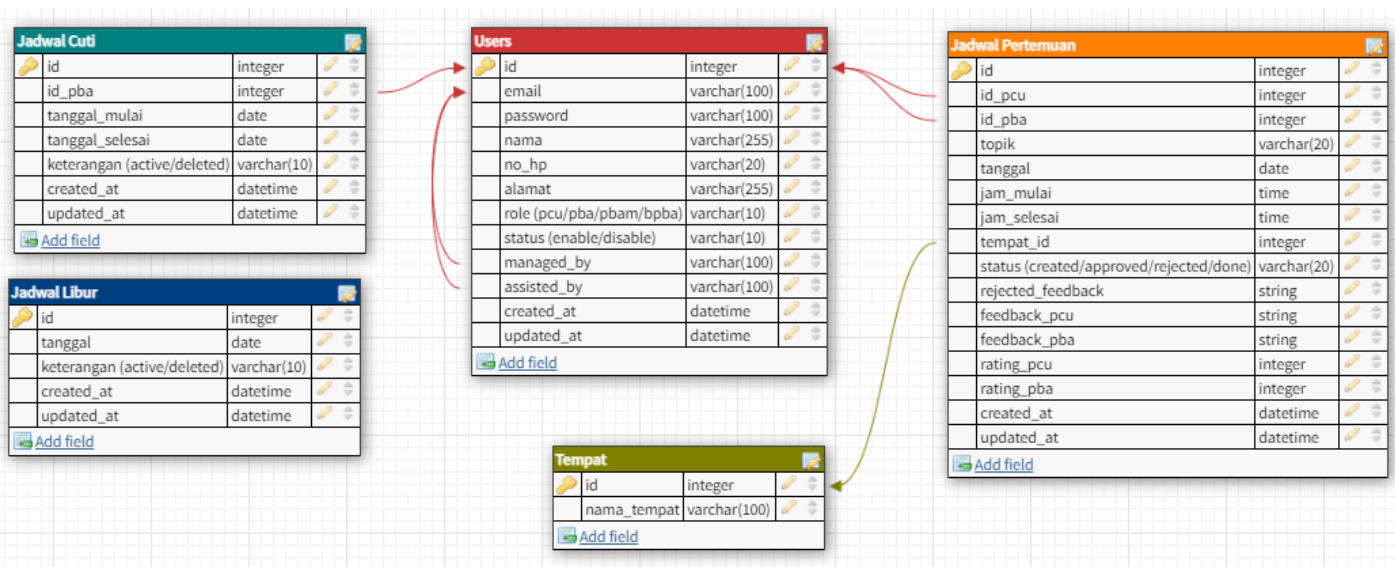 Jadwal Cuti
id integer
id_pba integer
tanggal_mulai date
tanggal_selesai date
keterangan (active/deleted) varchar(10)
created_at datetime
updated_at datetime
Add field
Jadwal Libur
id integer
tanggal date
keterangan (active/deleted) varchar(10)
created_at datetime
updated_at datetime
Add field
Users
id integer
email varchar(100)
password varchar(100)
nama varchar(255)
no_hp varchar(20)
alamat varchar(255)
role (pcu/pba/pbam/bpba) varchar(10)
status (enable/disable) varchar(10)
managed_by varchar(100)
assisted_by varchar(100)
created_at datetime
updated_at datetime
Add field
Tempat
id integer
nama_tempat varchar(100)
Add field
Jadwal Pertemuan
id integer
id_pcu integer
id_pba integer
topik varchar(20)
tanggal date
jam_mulai time
jam_selesai time
tempat_id integer
status (created/approved/rejected/done) varchar(20)
rejected_feedback string
feedback_pcu string
feedback_pba string
rating_pcu integer
rating_pba integer
created_at datetime
updated_at datetime
Add field